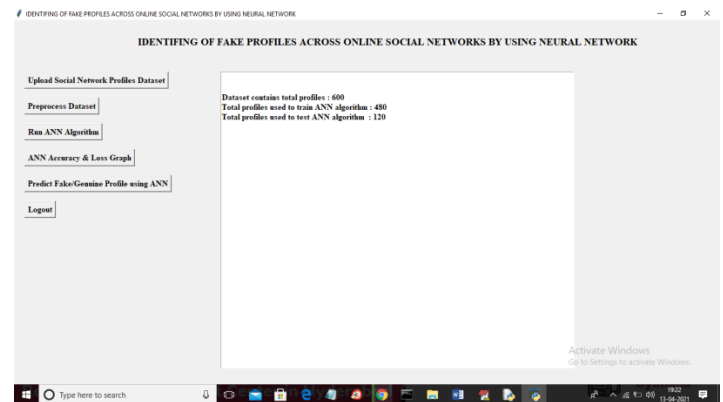 IDENTIFING OF FAKE PROFILES ACROSS ONLINE SOCIAL NETWORKS BY USING NEURAL NETWORK
IDENTIFING OF FAKE PROFILES ACROSS ONLINE SOCIAL NETWORKS BY USING NEURAL NETWORK
Upload Social Network Profiles Dataset
Preprocess Dataset
Run ANN Algorithm
ANN Accuracy & Loss Graph
Predict Fake/Genuine Profile using ANN
Logout
Dataset contains total profiles : 600
Total profiles used to train ANN algorithm : 480
Total profiles used to test ANN algorithm : 120
Activate Windows
Go to Settings to activate Windows.
Type here to search
19:22
13-04-2021